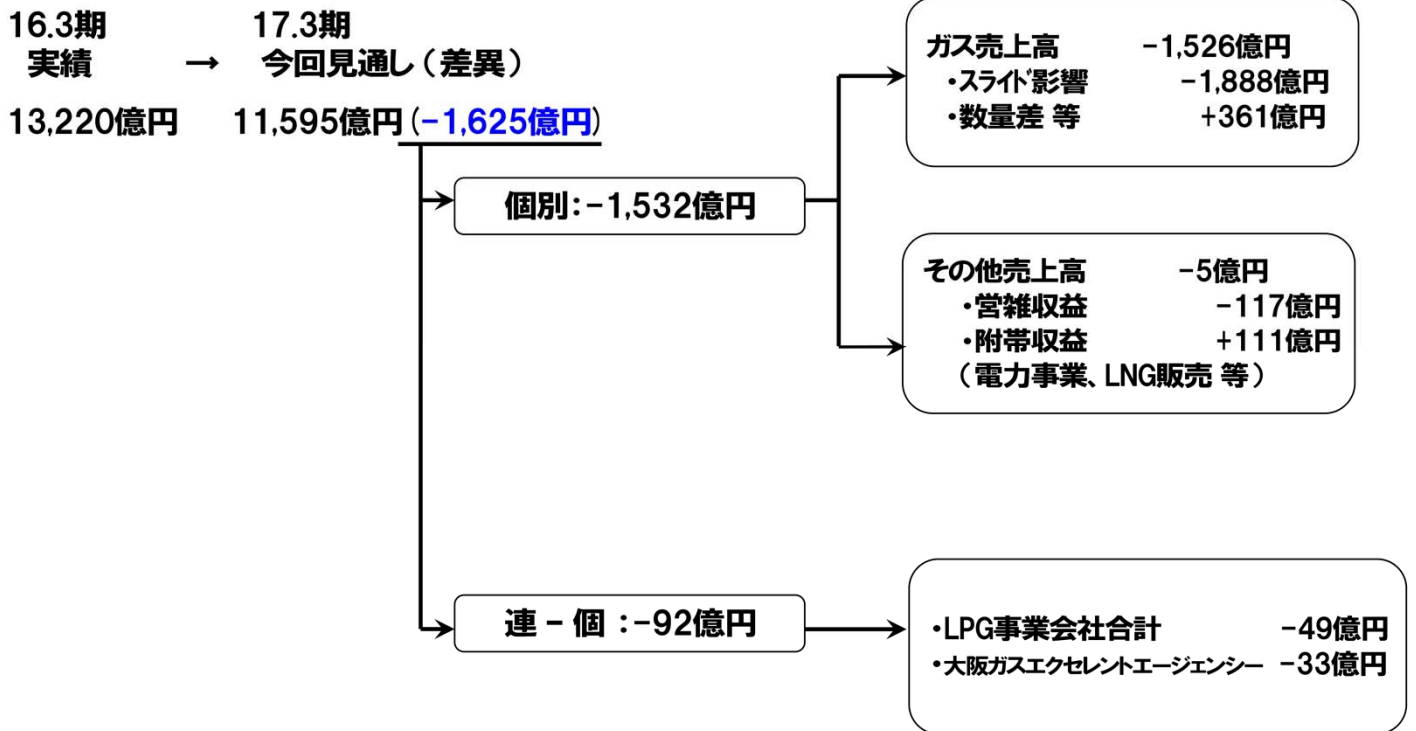 16.3期 17.3期
実績 → 今回見通し（差異）
13,220億円 11,595億円(-1,625億円)
個別:-1,532億円
ガス売上高 -1,526億円
・スライド影響 -1,888億円
・数量差 等 +361億円
その他売上高 -5億円
・営雑収益 -117億円
・附帯収益 +111億円
（電力事業、LNG販売 等）
連-個:-92億円
・LPG事業会社合計 -49億円
・大阪ガスエクセレントエージェンシー -33億円